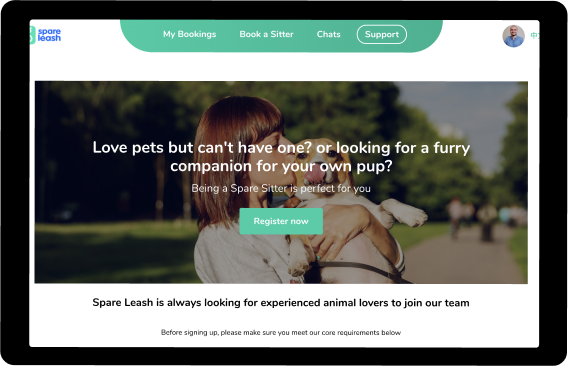 spare
leash
My Bookings Book a Sitter Chats Support
Love pets but can't have one? or looking for a furry
companion for your own pup?
Being a Spare Sitter is perfect for you
Register now
Spare Leash is always looking for experienced animal lovers to join our team
Before signing up, please make sure you meet our core requirements below